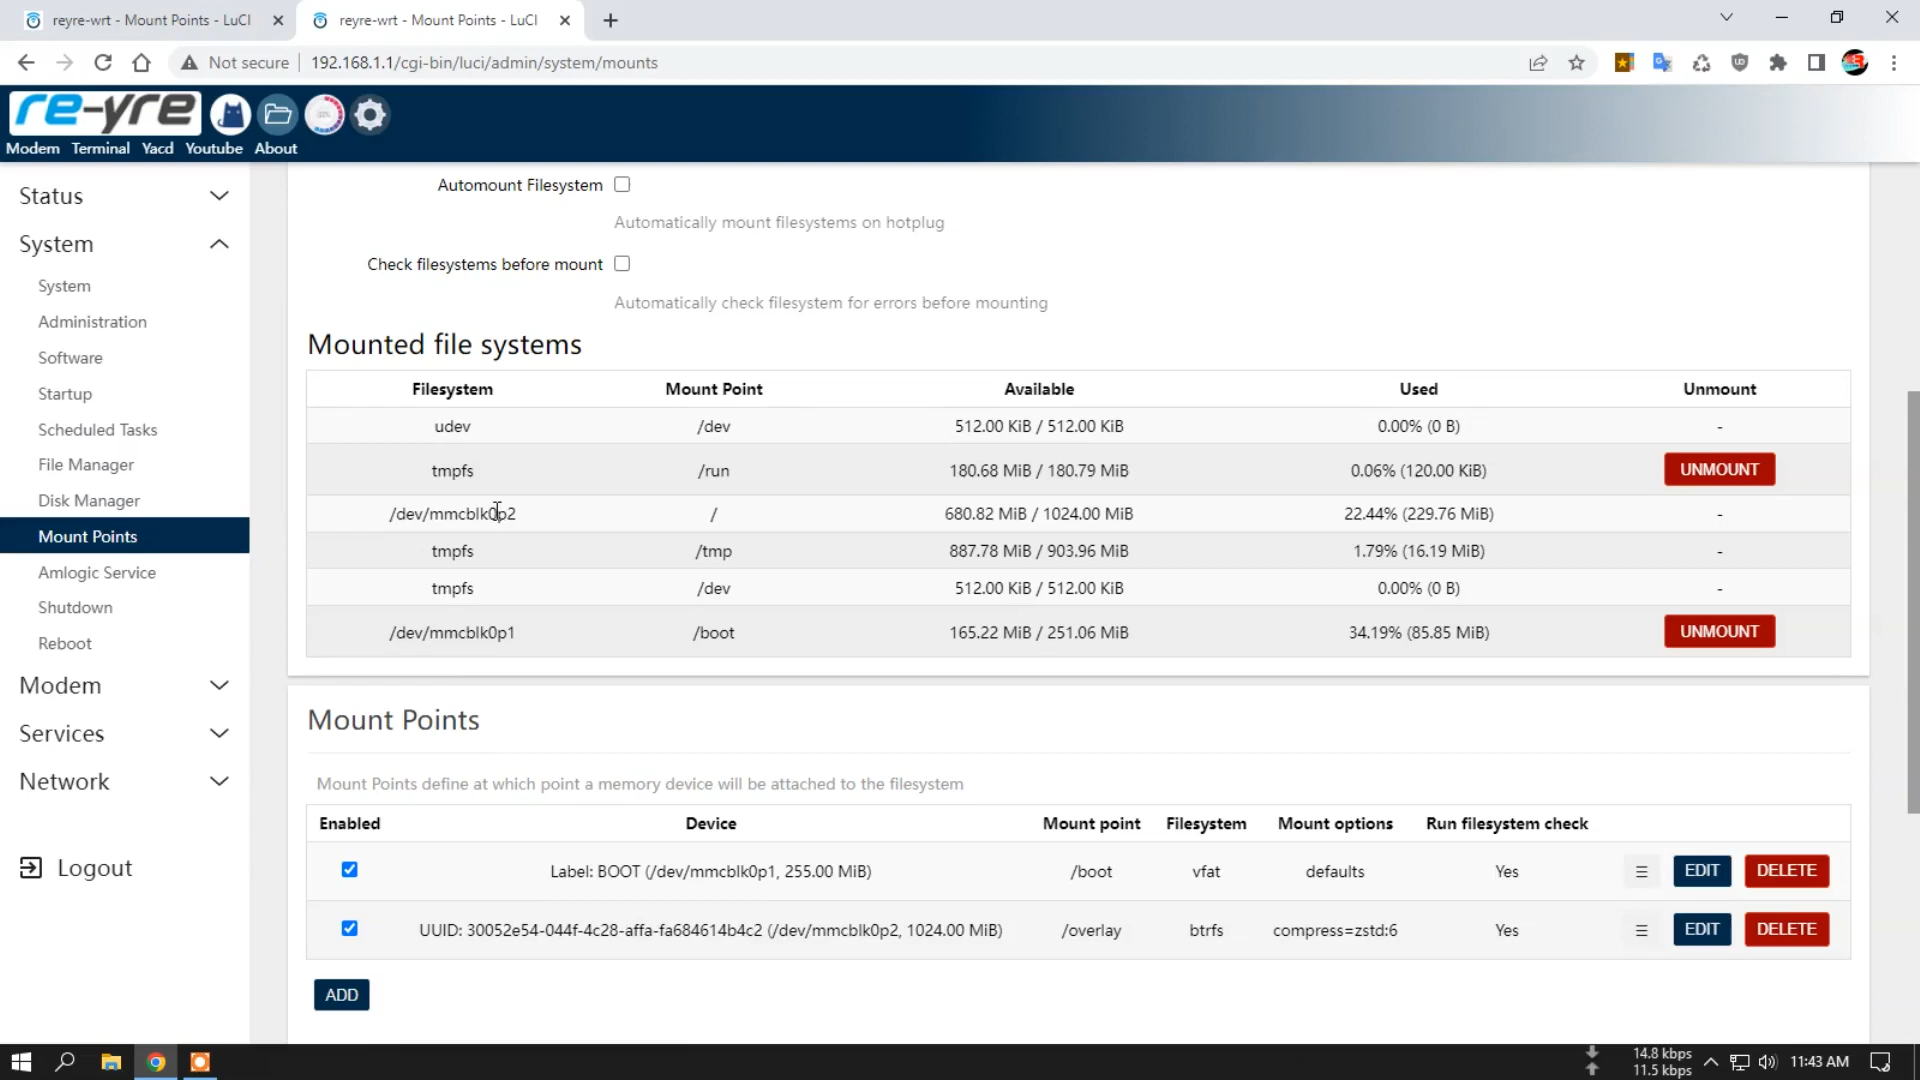 reyre-wrt - Mount Points - LuCI
reyre-wrt - Mount Points - LuCI
Not secure
192.168.1.1/cgi-bin/luci/admin/system/mounts
re-yre
Modem Terminal Yacd Youtube About
Status
System
System
Administration
Software
Startup
Scheduled Tasks
File Manager
Disk Manager
Mount Points
Amlogic Service
Shutdown
Reboot
Modem
Services
Network
Logout
Automount Filesystem
Automatically mount filesystems on hotplug
Check filesystems before mount
Automatically check filesystem for errors before mounting
Mounted file systems
Filesystem Mount Point Available Used Unmount
udev /dev 512.00 KiB / 512.00 KiB 0.00% (0 B) -
tmpfs /run 180.68 MiB / 180.79 MiB 0.06% (120.00 KiB) UNMOUNT
/dev/mmcblk0p2 / 680.82 MiB / 1024.00 MiB 22.44% (229.76 MiB) -
tmpfs /tmp 887.78 MiB / 903.96 MiB 1.79% (16.19 MiB) -
tmpfs /dev 512.00 KiB / 512.00 KiB 0.00% (0 B) -
/dev/mmcblk0p1 /boot 165.22 MiB / 251.06 MiB 34.19% (85.85 MiB) UNMOUNT
Mount Points
Mount Points define at which point a memory device will be attached to the filesystem
Enabled Device Mount point Filesystem Mount options Run filesystem check
Label: BOOT (/dev/mmcblk0p1, 255.00 MiB) /boot vfat defaults Yes EDIT DELETE
UUID: 30052e54-044f-4c28-affa-fa684614b4c2 (/dev/mmcblk0p2, 1024.00 MiB) /overlay btrfs compress=zstd:6 Yes EDIT DELETE
ADD
14.8 kbps
11.5 kbps
11:43 AM